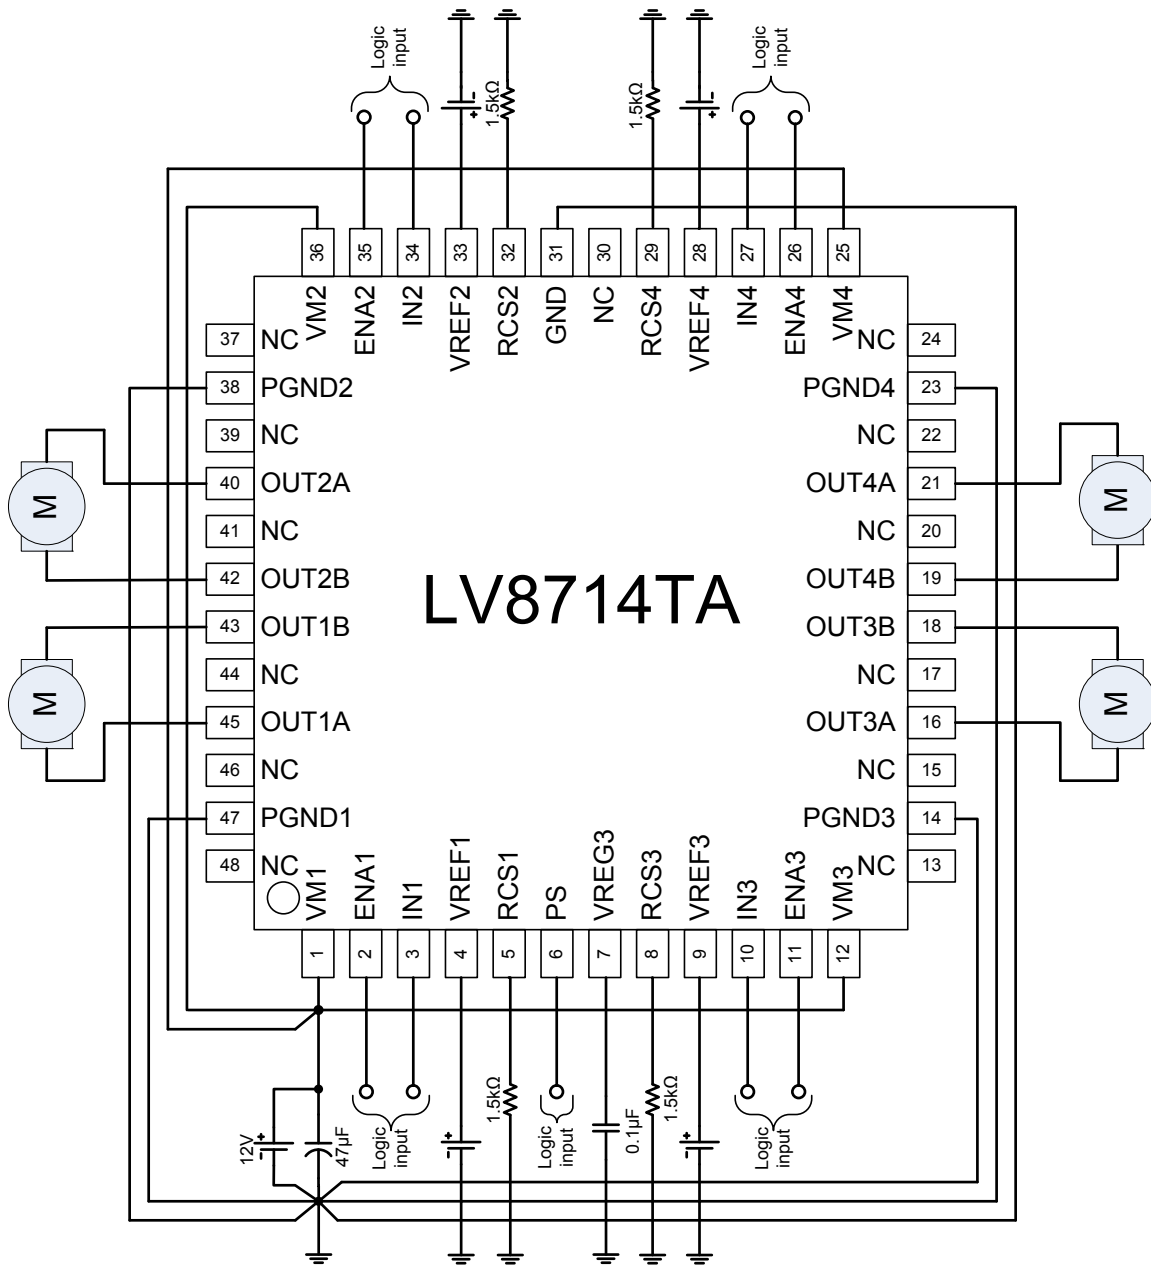 Logic
input
1.5kΩ
1.5kΩ
Logic
input
+
-
+
-
36
35
34
33
32
31
30
29
28
27
26
25
VM2
ENA2
IN2
VREF2
RCS2
GND
NC
RCS4
VREF4
IN4
ENA4
VM4
37 NC
38 PGND2
39 NC
40 OUT2A
41 NC
42 OUT2B
43 OUT1B
44 NC
45 OUT1A
46 NC
47 PGND1
48 NC
M
M
LV8714TA
NC 24
PGND4 23
NC 22
OUT4A 21
NC 20
OUT4B 19
OUT3B 18
NC 17
OUT3A 16
NC 15
PGND3 14
NC 13
M
M
VM1
ENA1
IN1
VREF1
RCS1
PS
VREG3
RCS3
VREF3
IN3
ENA3
VM3
1
2
3
4
5
6
7
8
9
10
11
12
12V
+
-
47µF
Logic
input
+
-
1.5kΩ
Logic
input
0.1µF
1.5kΩ
+
-
Logic
input